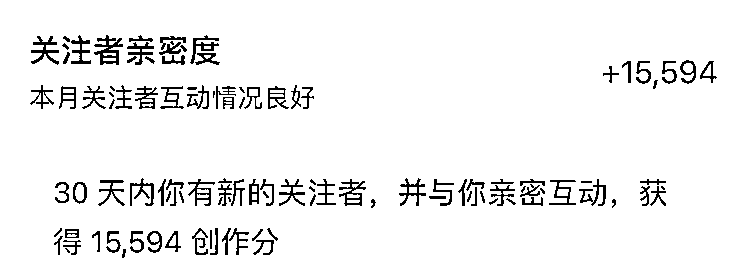 关注者亲密度
+15,594
本月关注者互动情况良好
30 天内你有新的关注者，并与你亲密互动，获
得 15,594 创作分